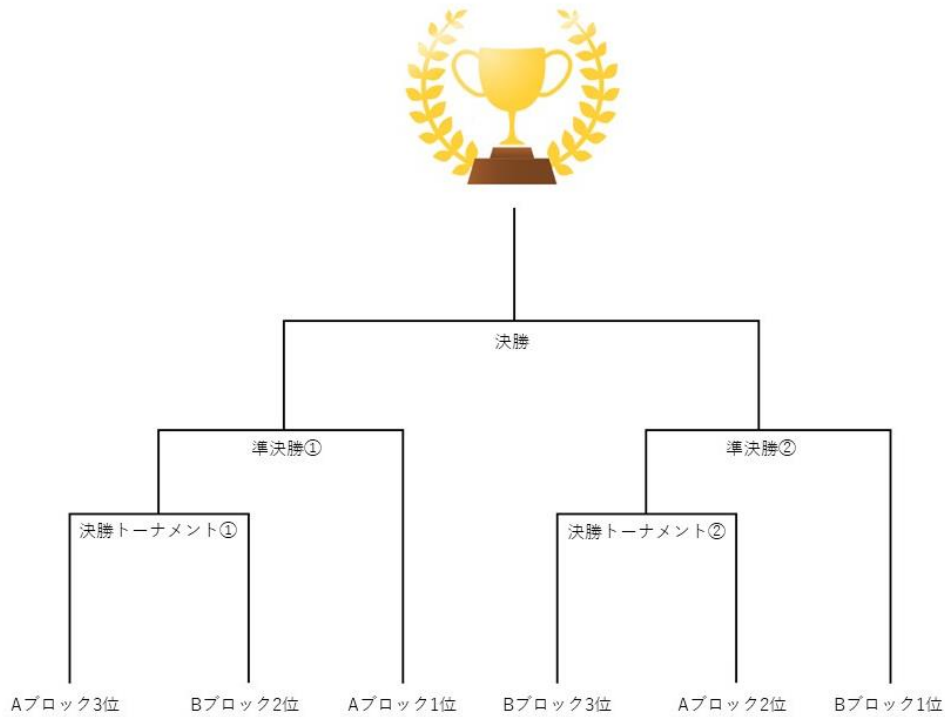 決勝
準決勝①
準決勝②
決勝トーナメント①
決勝トーナメント②
Aブロック3位
Bブロック2位
Aブロック1位
Bブロック3位
Aブロック2位
Bブロック1位